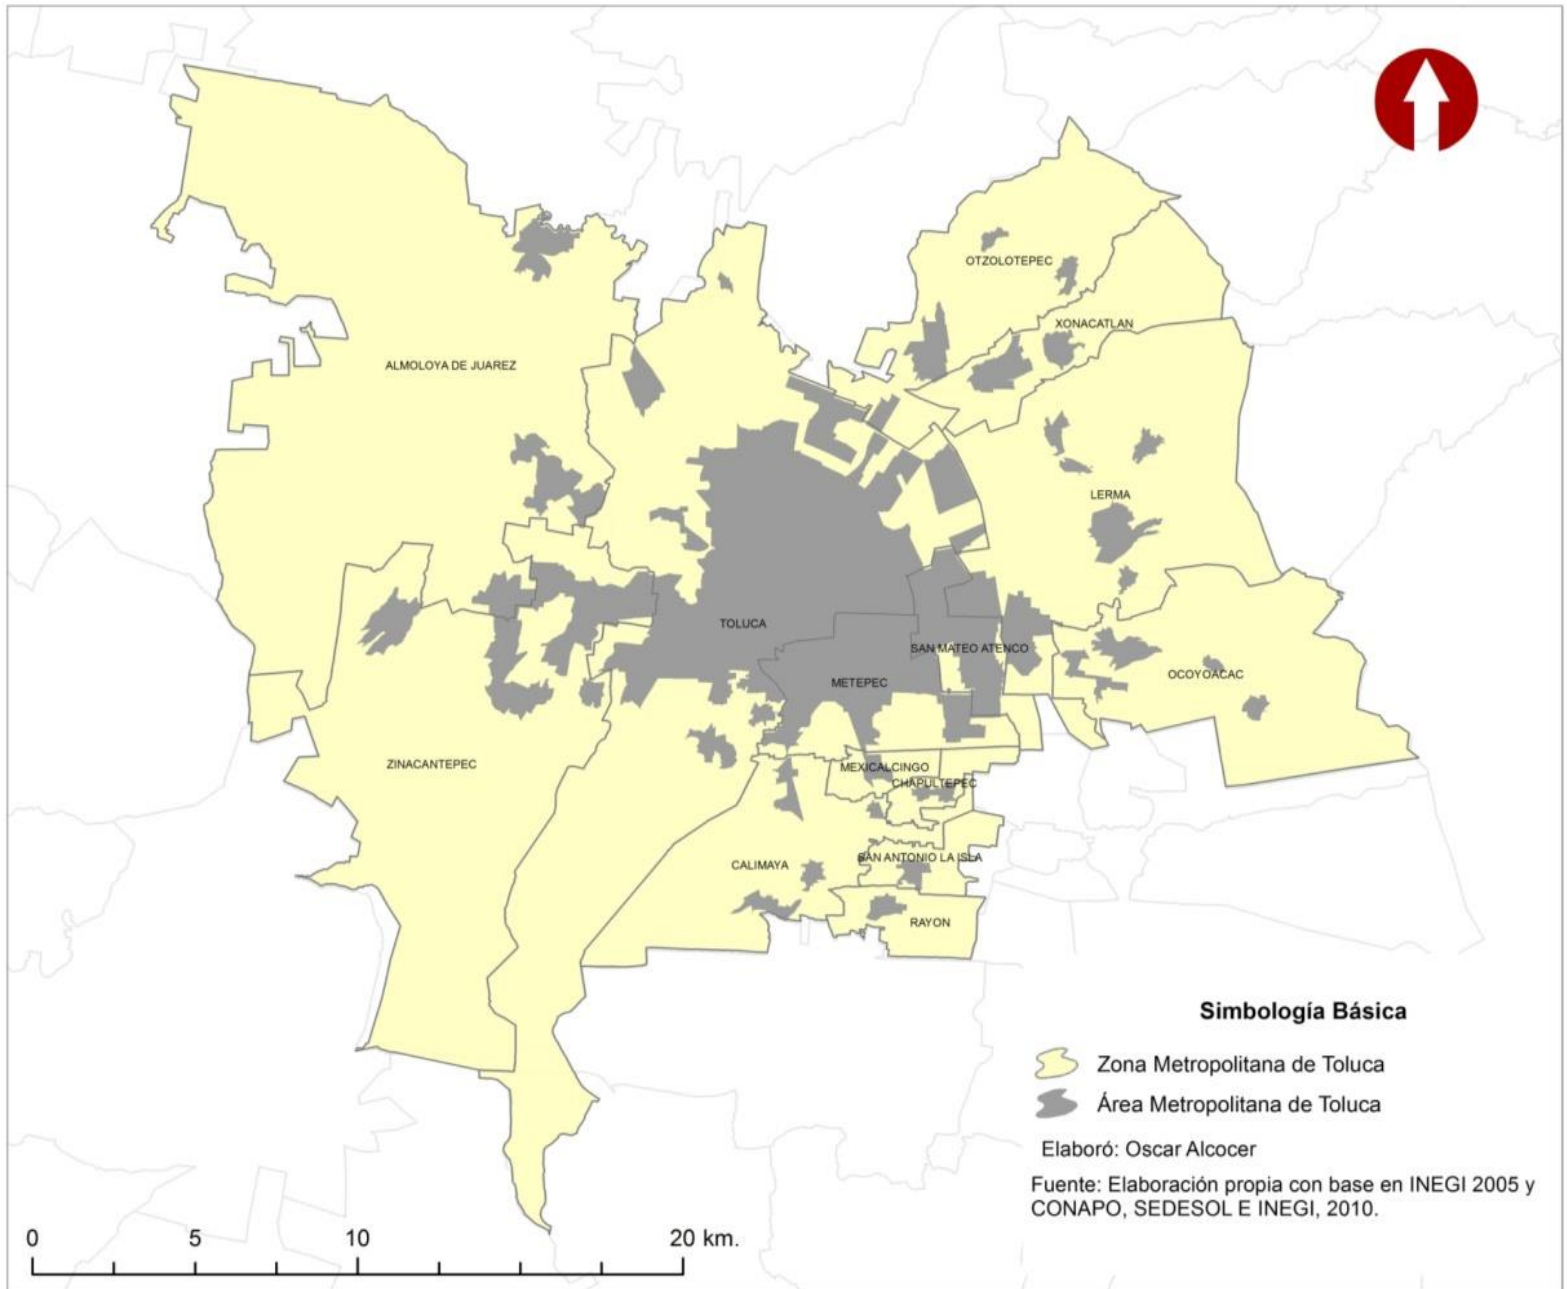 OTZOLOTEPEC
XONACATLAN
ALMOLOYA DE JUAREZ
LERMA
TOLUCA
SAN MATEO ATENCO
OCOYOACAC
METEPEC
ZINACANTEPEC
MEXICALCINGO
CHAPULTEPEC
SAN ANTONIO LA ISLA
CALIMAYA
RAYON
Simbología Básica
Zona Metropolitana de Toluca
Área Metropolitana de Toluca
Elaboró: Oscar Alcocer
Fuente: Elaboración propia con base en INEGI 2005 y
CONAPO, SEDESOL E INEGI, 2010.
0 5 10 20 km.